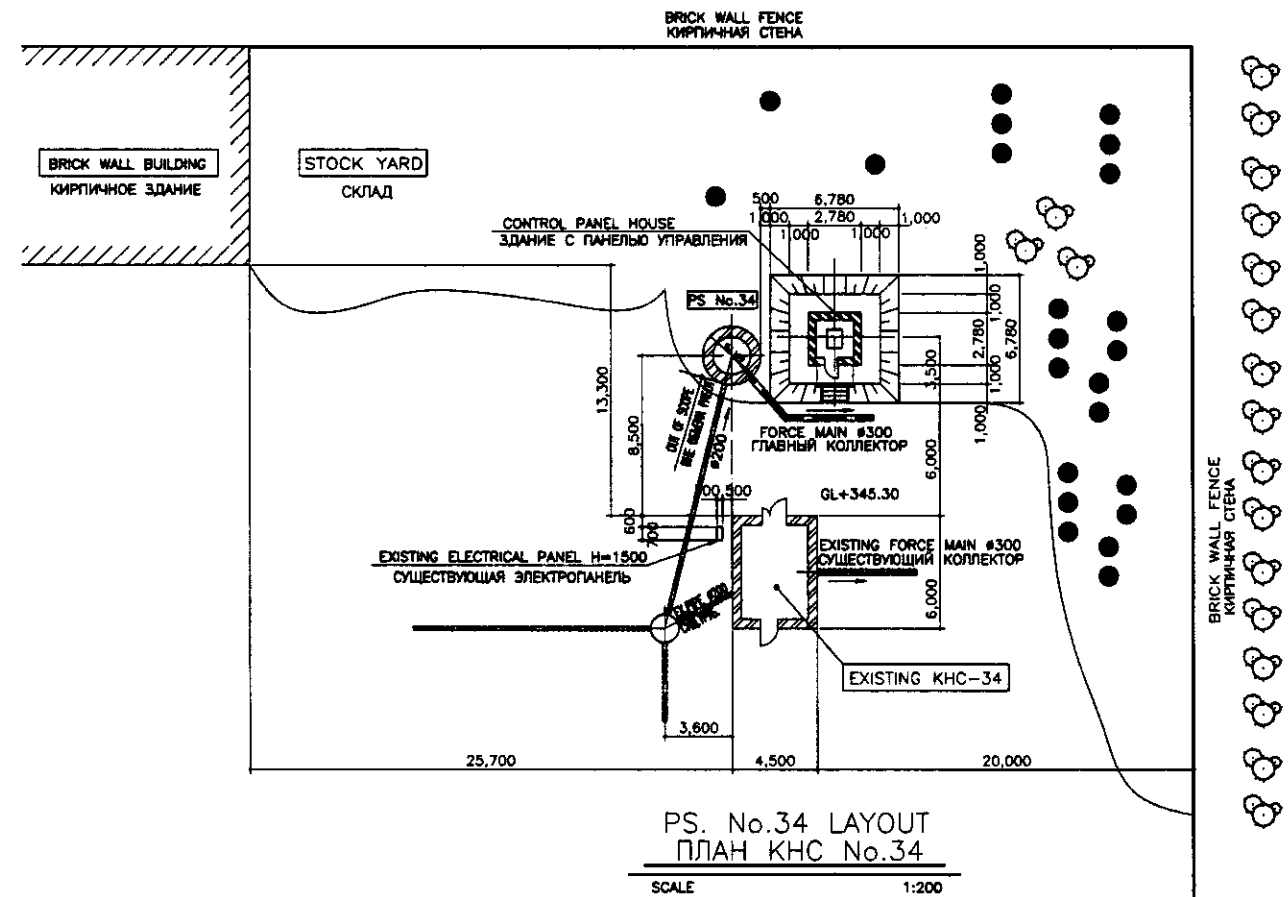 BRICK WALL FENCE
КИРПИЧНАЯ СТЕНА
BRICK WALL BUILDING
КИРПИЧНОЕ ЗДАНИЕ
STOCK YARD
СКЛАД
CONTROL PANEL HOUSE
ЗДАНИЕ С ПАНЕЛЬЮ УПРАВЛЕНИЯ
500
6,780
1,000
2,780
1,000
1,000
1,000
PS No.34
1,000
1,000
2,780
6,780
1,000
1,000
3,500
13,300
8,500
OUT OF SCOPE
ø200
FORCE MAIN ø300
ГЛАВНЫЙ КОЛЛЕКТОР
6,000
GL+345.30
500
600
700
EXISTING ELECTRICAL PANEL H=1500
СУЩЕСТВУЮЩАЯ ЭЛЕКТРОПАНЕЛЬ
EXISTING FORCE MAIN ø300
СУЩЕСТВУЮЩИЙ КОЛЛЕКТОР
6,000
EXISTING КНС-34
BRICK WALL FENCE
КИРПИЧНАЯ СТЕНА
3,600
25,700
4,500
20,000
PS. No.34 LAYOUT
ПЛАН КНС No.34
SCALE 1:200